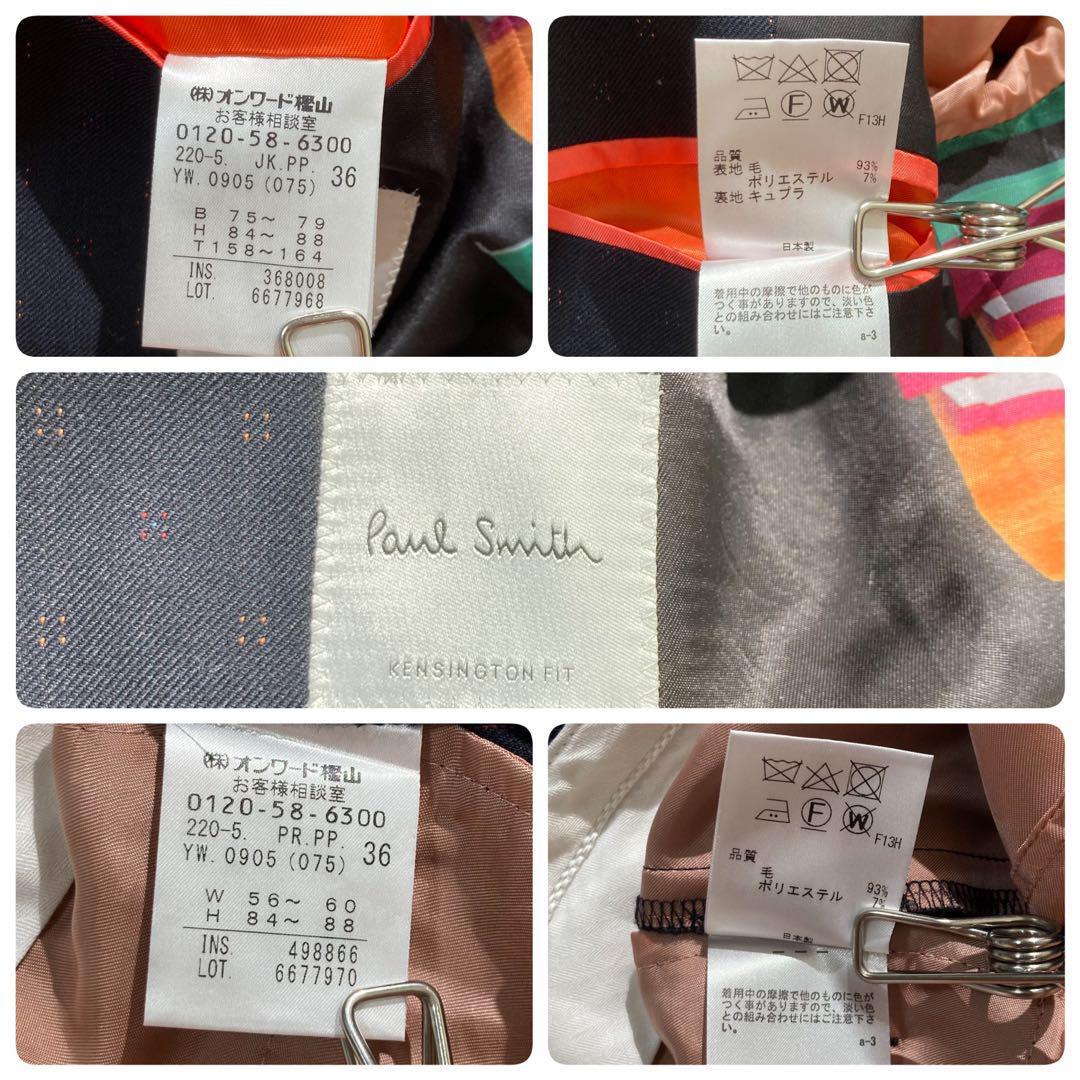 (株)オンワード樫山
お客様相談室
0120-58-6300
220-5. JK.PP. 36
YW. 0905 (075)
B 75〜 79
H 84〜 88
T 158〜164
INS. 368008
LOT. 6677968
F13H
品質
表地 毛 93%
ポリエステル 7%
裏地 キュプラ
日本製
着用中の摩擦で他のものに色が
つく事がありますので、淡い色
との組み合わせにはご注意下さ
い。
a-3
Paul Smith
KENSINGTON FIT
(株)オンワード樫山
お客様相談室
0120-58-6300
220-5. PR.PP. 36
YW. 0905 (075)
W 56〜 60
H 84〜 88
INS. 498866
LOT. 6677970
F13H
品質
毛 93%
ポリエステル 7%
日本製
着用中の摩擦で他のものに色が
つく事がありますので、淡い色
との組み合わせにはご注意下さ
い。
a-3